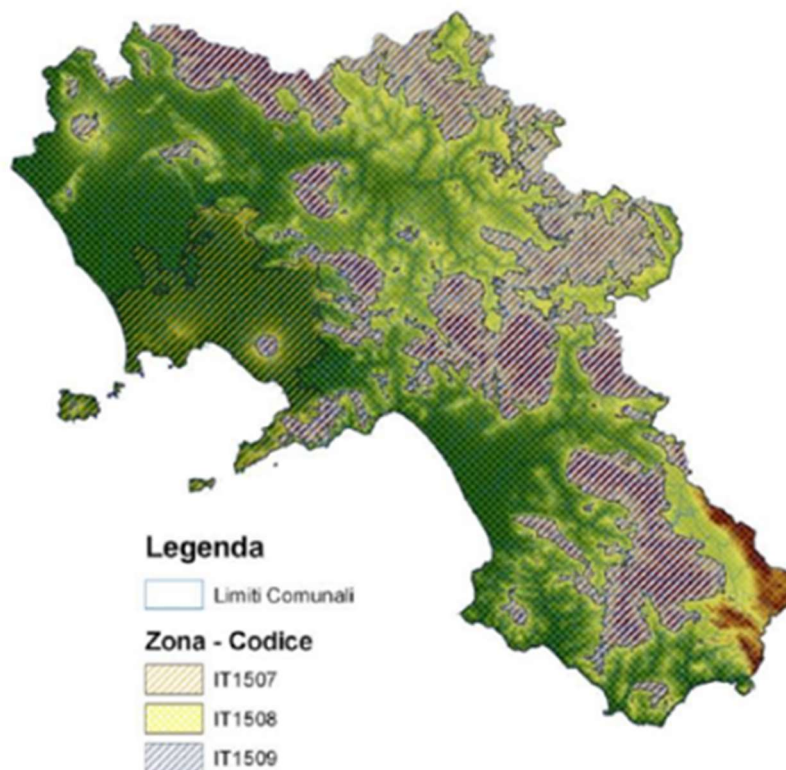 Legenda
Limiti Comunali
Zona - Codice
IT1507
IT1508
IT1509